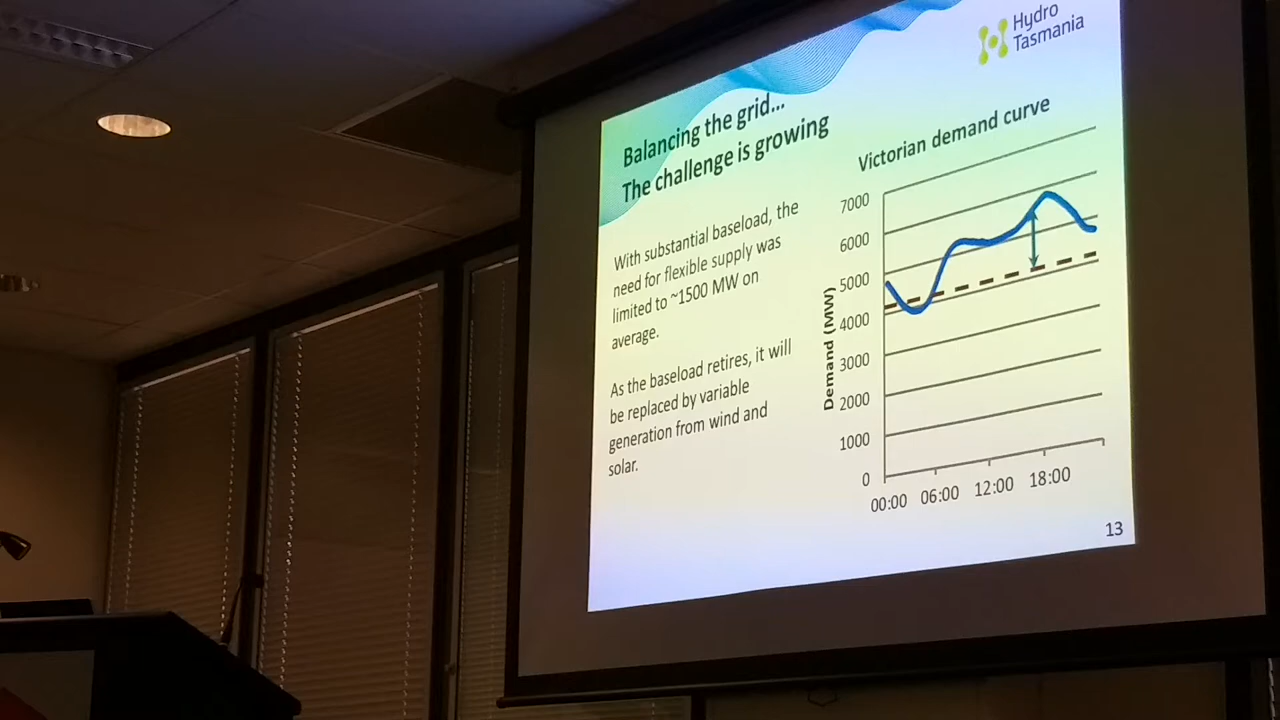 Hydro
Tasmania
Balancing the grid...
The challenge is growing
With substantial baseload, the
need for flexible supply was
limited to ~1500 MW on
average.
As the baseload retires, it will
be replaced by variable
generation from wind and
solar.
Victorian demand curve
Demand (MW)
7000
6000
5000
4000
3000
2000
1000
0
00:00 06:00 12:00 18:00
13